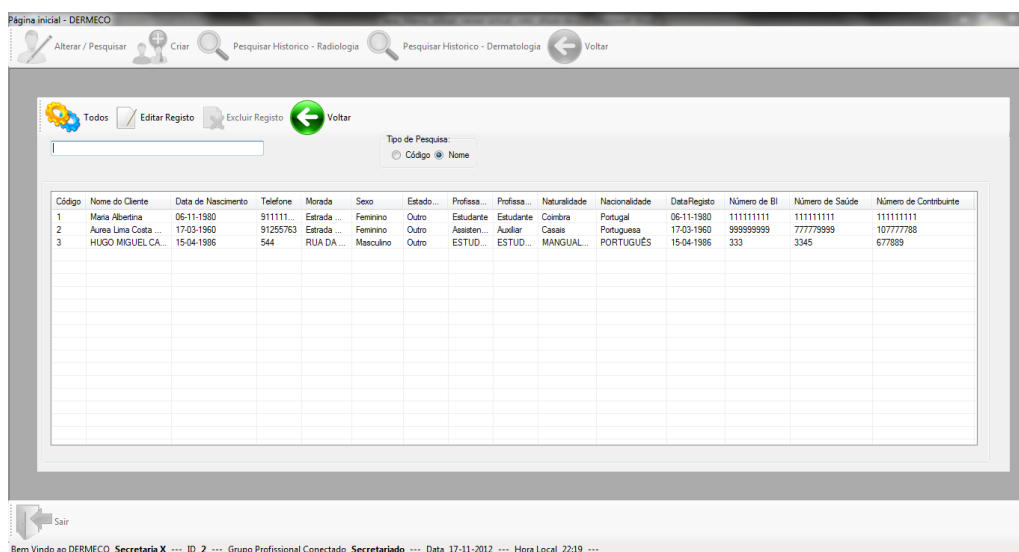 Página inicial - DERMECO
Alterar / Pesquisar Criar Pesquisar Historico - Radiologia Pesquisar Historico - Dermatologia Voltar
Todos Editar Registo Excluir Registo Voltar
Tipo de Pesquisa:
Código Nome
Código Nome do Cliente Data de Nascimento Telefone Morada Sexo Estado... Profissa... Profissa... Naturalidade Nacionalidade DataRegisto Número de BI Número de Saúde Número de Contribuinte
1 Maria Albertina 06-11-1980 911111... Estrada ... Feminino Outro Estudante Estudante Coimbra Portugal 06-11-1980 111111111 111111111 111111111
2 Aurea Lima Costa ... 17-03-1960 91255763 Estrada ... Feminino Outro Assisten... Auxiliar Casais Portuguesa 17-03-1960 999999999 777779999 107777788
3 HUGO MIGUEL CA... 15-04-1986 544 RUA DA ... Masculino Outro ESTUD... ESTUD... MANGUAL... PORTUGUÊS 15-04-1986 333 3345 677889
Sair
Bem Vindo ao DERMECO Secretaria X --- ID 2 --- Grupo Profissional Conectado Secretariado --- Data 17-11-2012 --- Hora Local 22:19 ---